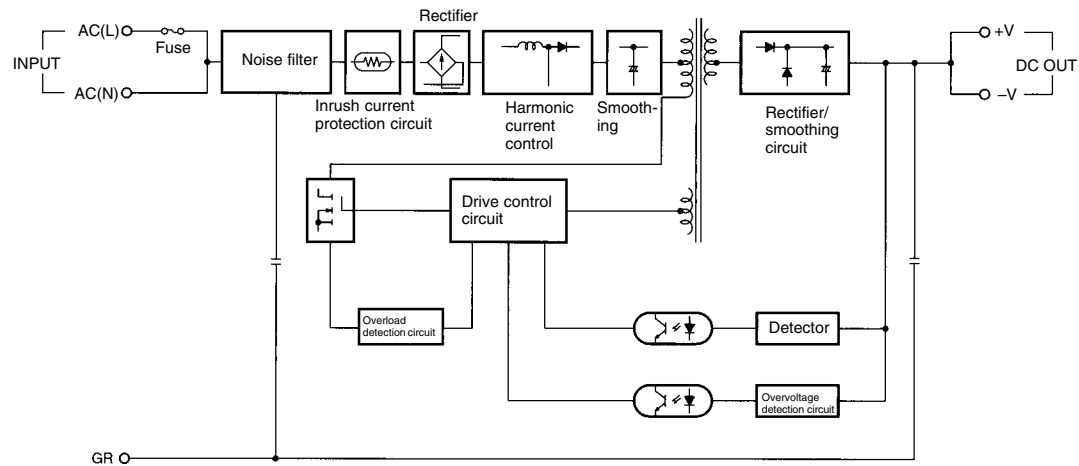 Rectifier
AC(L)
Fuse
INPUT
AC(N)
Noise filter
Inrush current
protection circuit
Harmonic
current
control
Smooth-
ing
Rectifier/
smoothing
circuit
+V
DC OUT
–V
Drive control
circuit
Overload
detection circuit
Detector
Overvoltage
detection circuit
GR